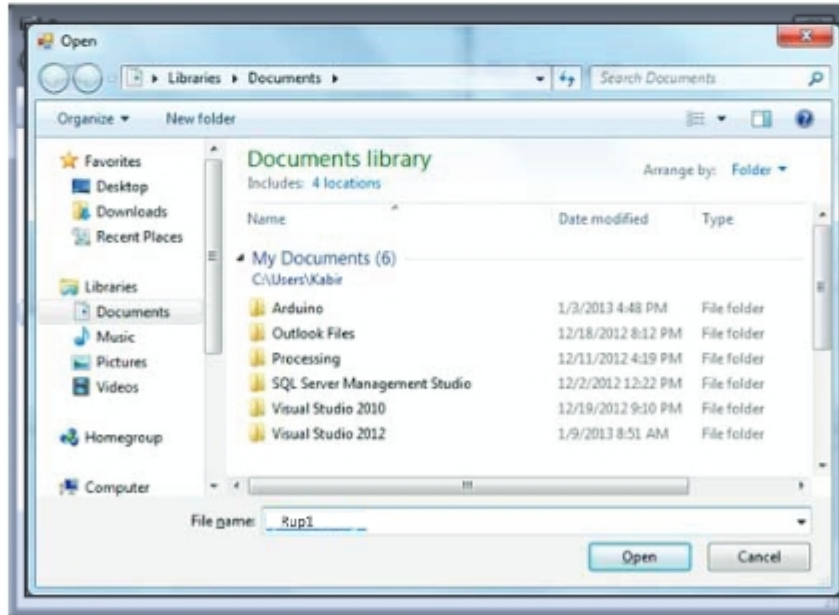 Open
Libraries Documents
Search Documents
Organize New folder
Favorites
Desktop
Downloads
Recent Places
Libraries
Documents
Music
Pictures
Videos
Homegroup
Computer
Documents library
Includes: 4 locations
Arrange by: Folder
Name Date modified Type
My Documents (6)
C:\Users\Kabir
Arduino 1/3/2013 4:48 PM File folder
Outlook Files 12/18/2012 8:12 PM File folder
Processing 12/11/2012 4:19 PM File folder
SQL Server Management Studio 12/2/2012 12:22 PM File folder
Visual Studio 2010 12/19/2012 9:10 PM File folder
Visual Studio 2012 1/9/2013 8:51 AM File folder
File name: Rup1
Open Cancel